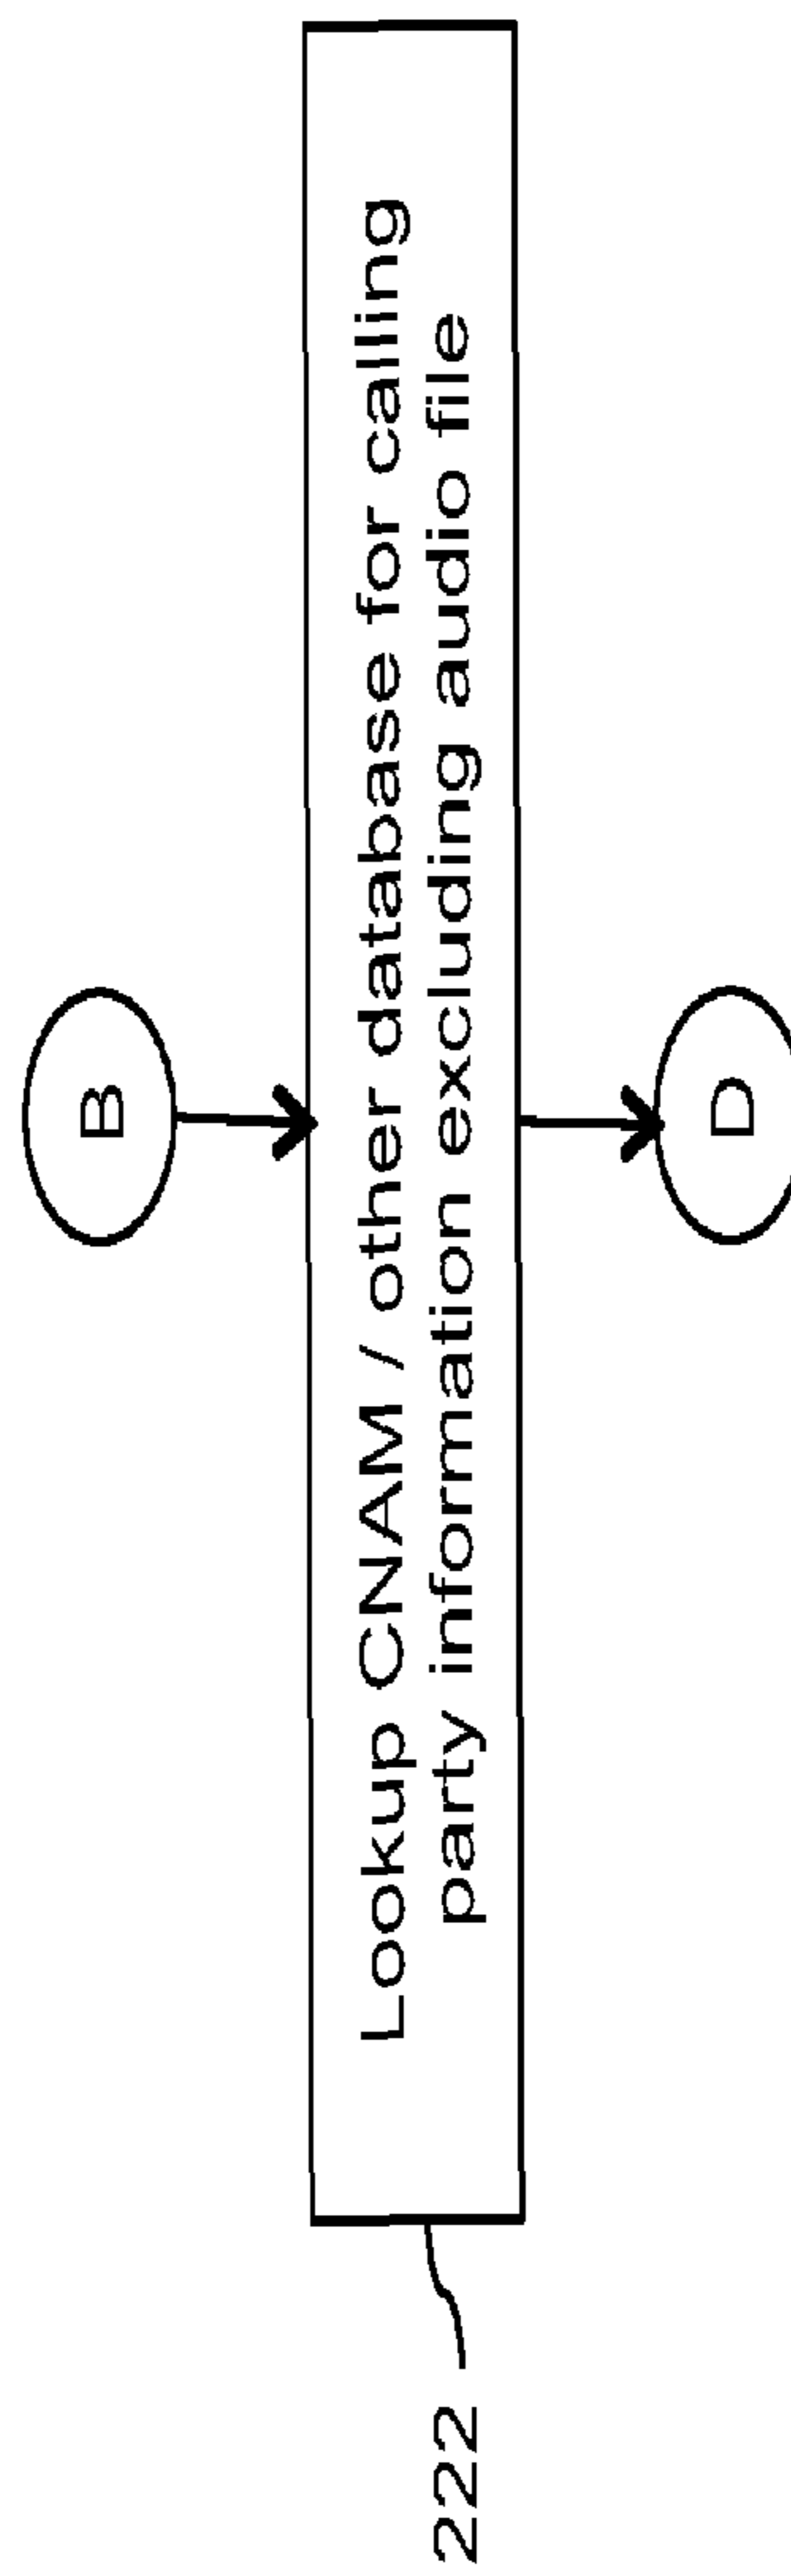 B
Lookup CNAM / other database for calling
party information excluding audio file
222
D